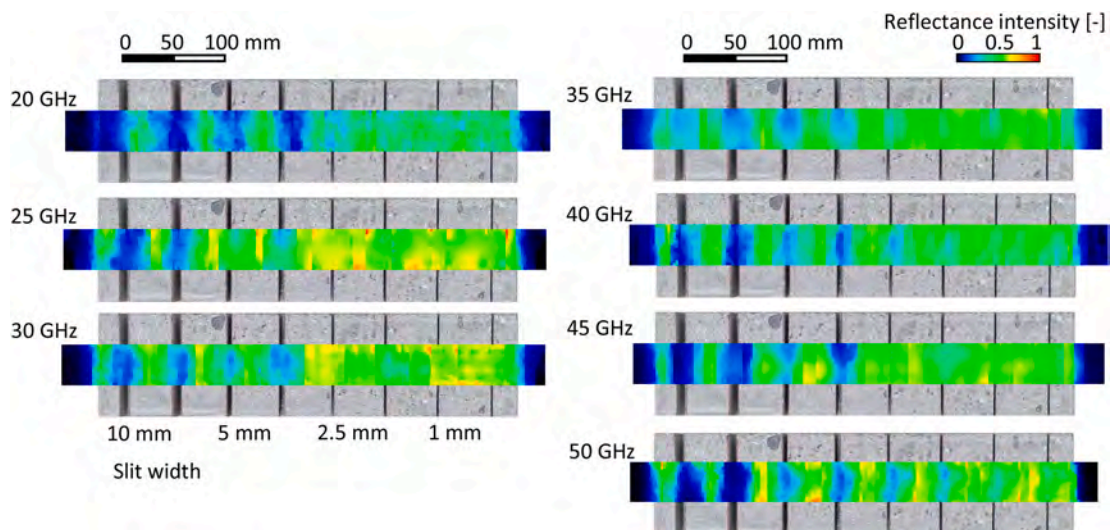 0 50 100 mm
20 GHz
25 GHz
30 GHz
10 mm 5 mm 2.5 mm 1 mm
Slit width
Reflectance intensity [-]
0 50 100 mm
0 0.5 1
35 GHz
40 GHz
45 GHz
50 GHz